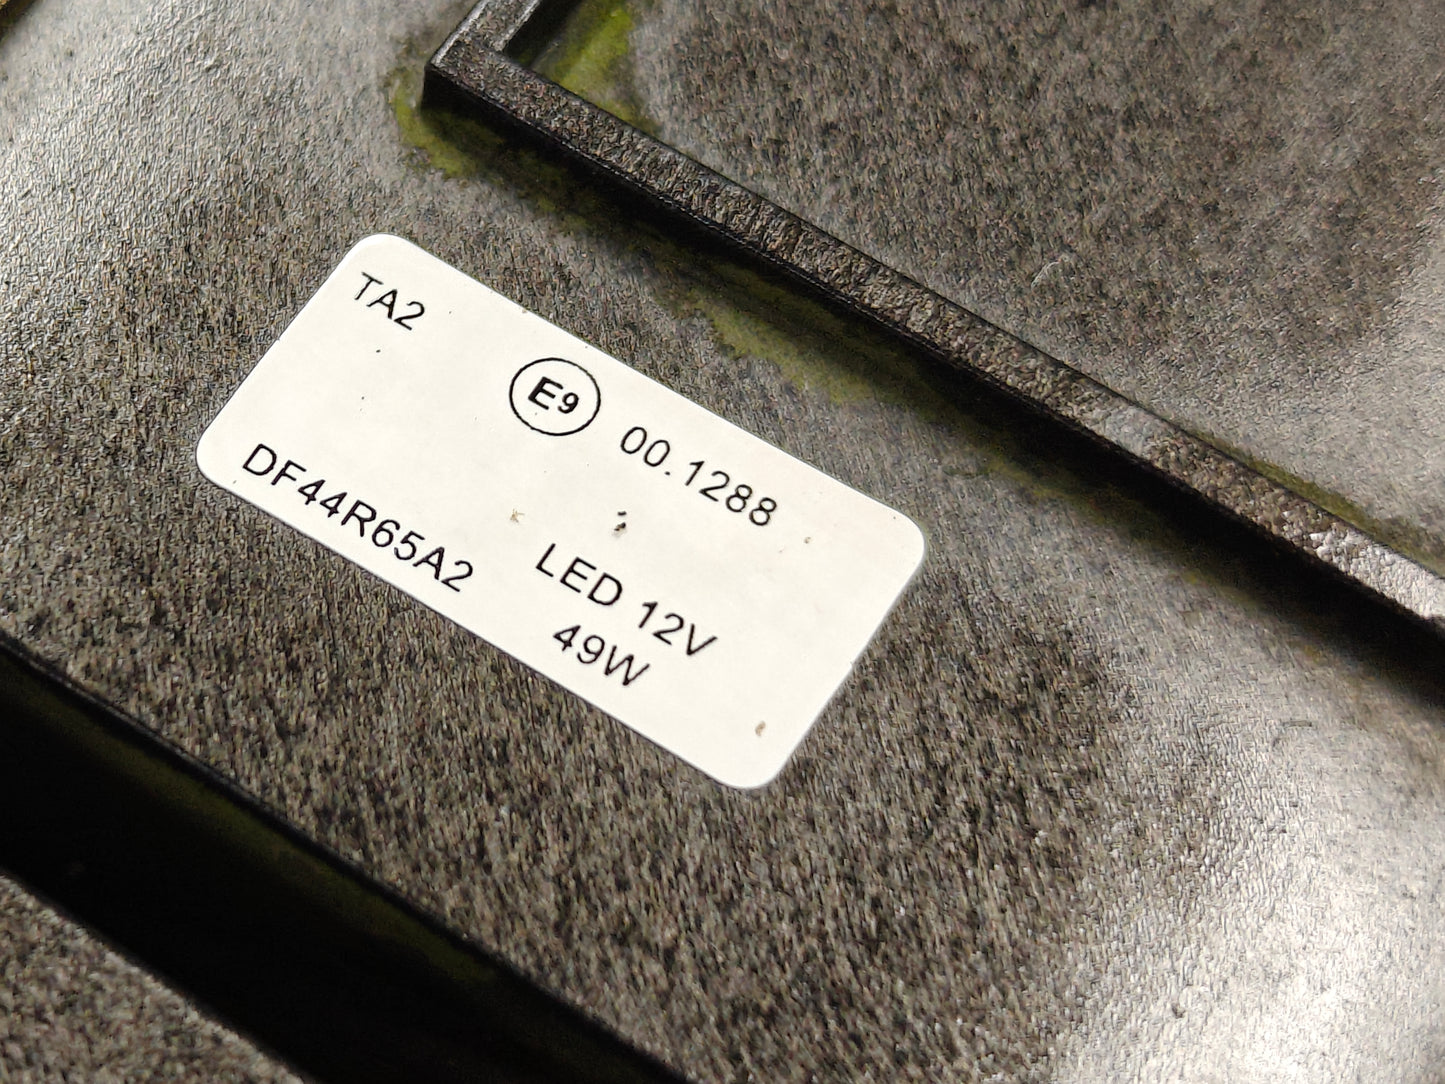 TA2
E9 00.1288
DF44R65A2
LED 12V
49W